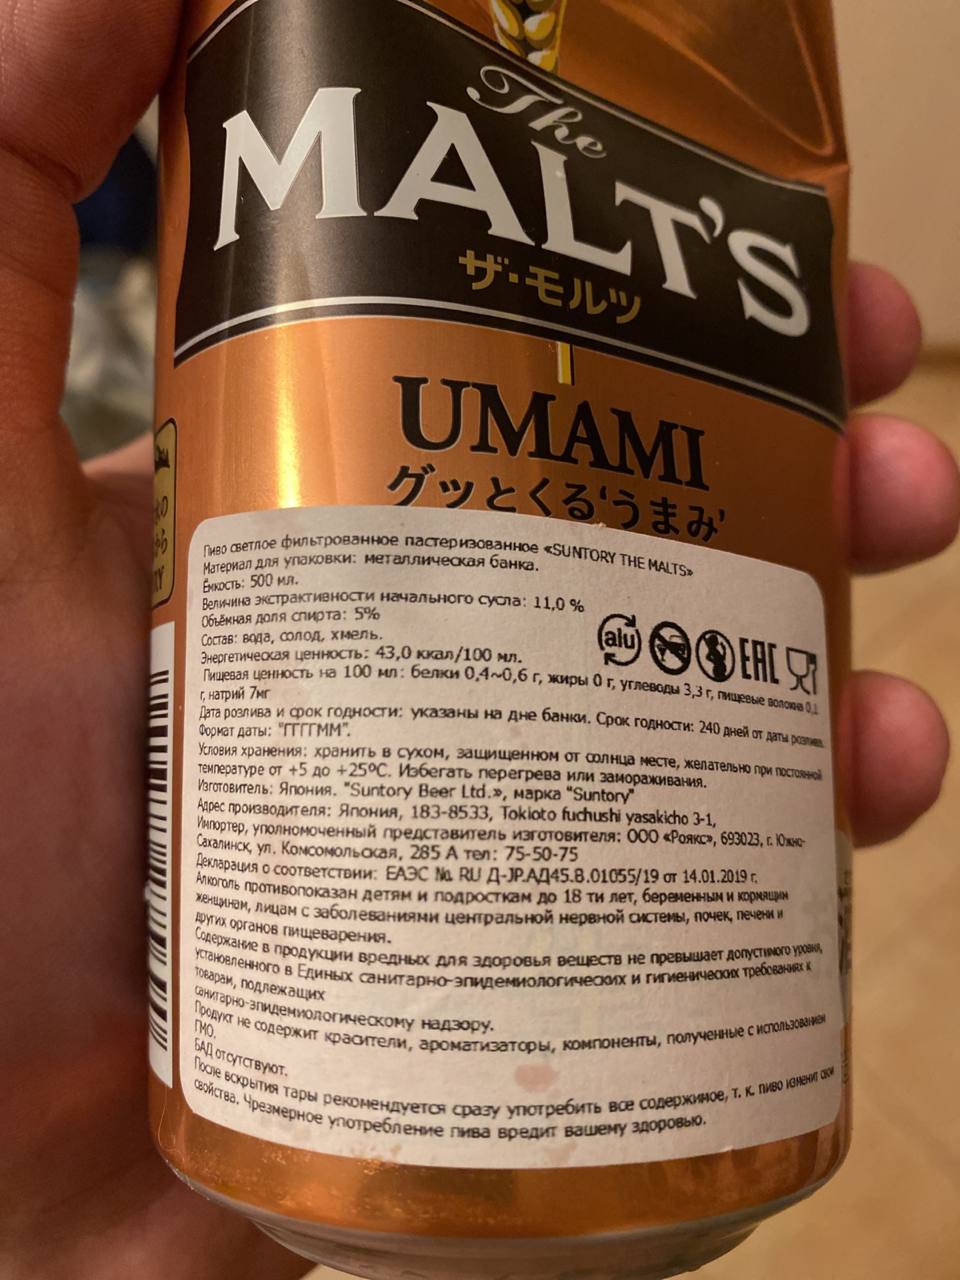 The
MALT'S
ザ・モルツ
UMAMI
グッとくる‘うまみ’
Пиво светлое фильтрованное пастеризованное «SUNTORY THE MALTS»
Материал для упаковки: металлическая банка.
Ёмкость: 500 мл.
Величина экстрактивности начального сусла: 11,0 %
Объёмная доля спирта: 5%
Состав: вода, солод, хмель.
alu
EAC
Энергетическая ценность: 43,0 ккал/100 мл.
Пищевая ценность на 100 мл: белки 0,4~0,6 г, жиры 0 г, углеводы 3,3 г, пищевые волокна
г, натрий 7мг
Дата розлива и срок годности: указаны на дне банки. Срок годности: 240 дней от даты розлива.
Формат даты: "ГГГГММ".
Условия хранения: хранить в сухом, защищенном от солнца месте, желательно при постоянной
температуре от +5 до +25°С. Избегать перегрева или замораживания.
Изготовитель: Япония. "Suntory Beer Ltd.», марка "Suntory"
Адрес производителя: Япония, 183-8533, Tokioto fuchushi yasakicho 3-1,
Импортер, уполномоченный представитель изготовителя: ООО «Роякс», 693023, г. Южно-
Сахалинск, ул. Комсомольская, 285 А тел: 75-50-75
Декларация о соответствии: ЕАЭС № RU Д-JP.АД45.В.01055/19 от 14.01.2019 г.
Алкоголь противопоказан детям и подросткам до 18 ти лет, беременным и кормящим
женщинам, лицам с заболеваниями центральной нервной системы, почек, печени и
других органов пищеварения.
Содержание в продукции вредных для здоровья веществ не превышает допустимого уровня,
установленного в Единых санитарно-эпидемиологических и гигиенических требованиях к
товарам, подлежащих
санитарно-эпидемиологическому надзору.
Продукт не содержит красители, ароматизаторы, компоненты, полученные с использованием
ГМО.
БАД отсутствуют.
После вскрытия тары рекомендуется сразу употребить все содержимое, т. к. пиво изменит свои
свойства. Чрезмерное употребление пива вредит вашему здоровью.